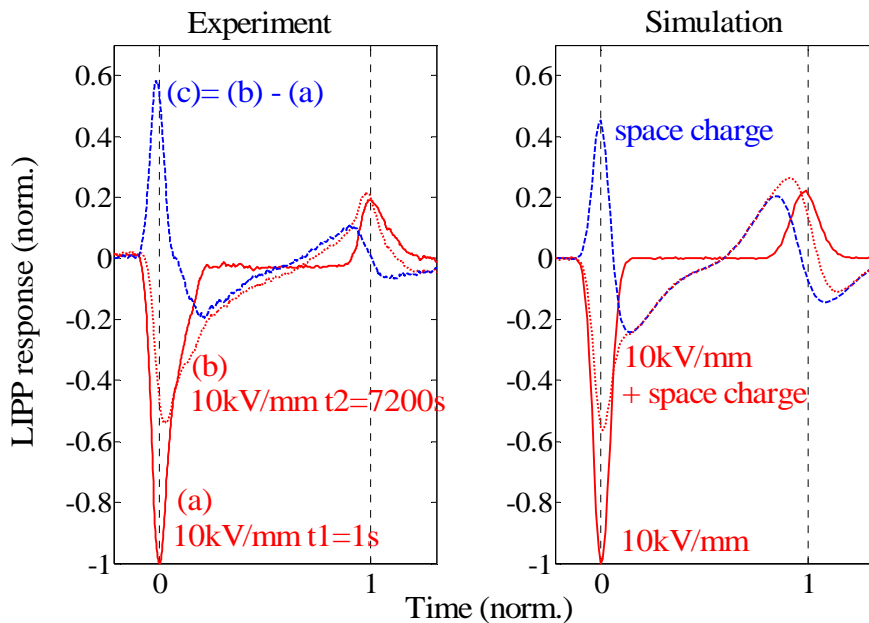 Experiment
Simulation
LIPP response (norm.)
0.6
0.4
0.2
0
-0.2
-0.4
-0.6
-0.8
-1
(c)= (b) - (a)
(b)
10kV/mm t2=7200s
(a)
10kV/mm t1=1s
0
1
0.6
0.4
0.2
0
-0.2
-0.4
-0.6
-0.8
-1
space charge
10kV/mm
+ space charge
10kV/mm
0
1
Time (norm.)